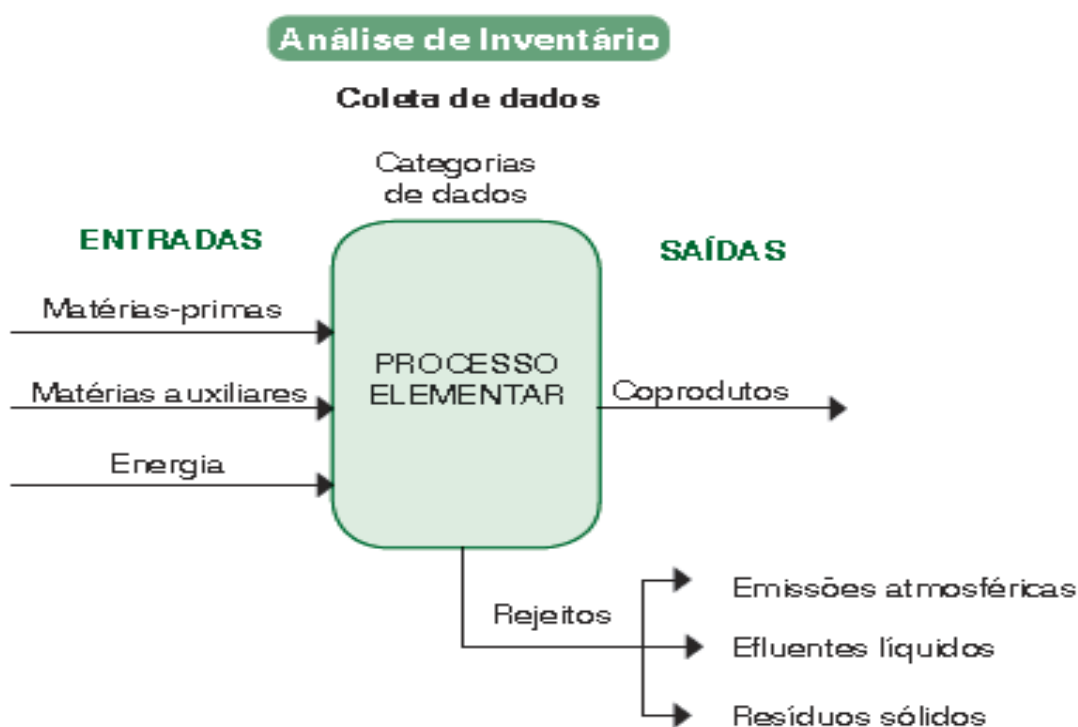 Análise de Inventário
Coleta de dados
Categorias
de dados
ENTRADAS
SAÍDAS
Matérias-primas
PROCESSO
ELEMENTAR
Matérias auxiliares
Coprodutos
Energia
Rejeitos
Emissões atmosféricas
Efluentes líquidos
Resíduos sólidos